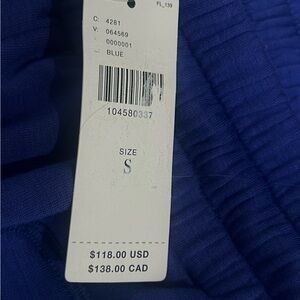 FL_139
C: 4281
V: 064569
0000001
BLUE
104580337
SIZE
S
$118.00 USD
$138.00 CAD